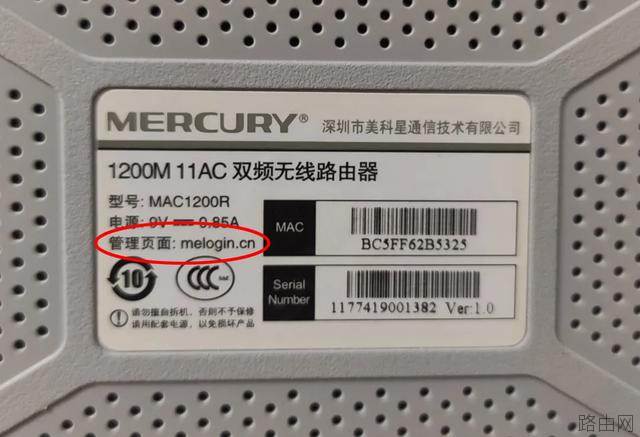 MERCURY® 深圳市美科星通信技术有限公司
1200M 11AC 双频无线路由器
型号: MAC1200R
电源: 9V 0.85A
管理页面: melogin.cn
MAC
BC5FF62B5325
10
CCC
Serial Number
1177419001382 Ver:1.0
请勿擅自拆机，否则不予保修
请用配套电源，以免损坏产品
路由网